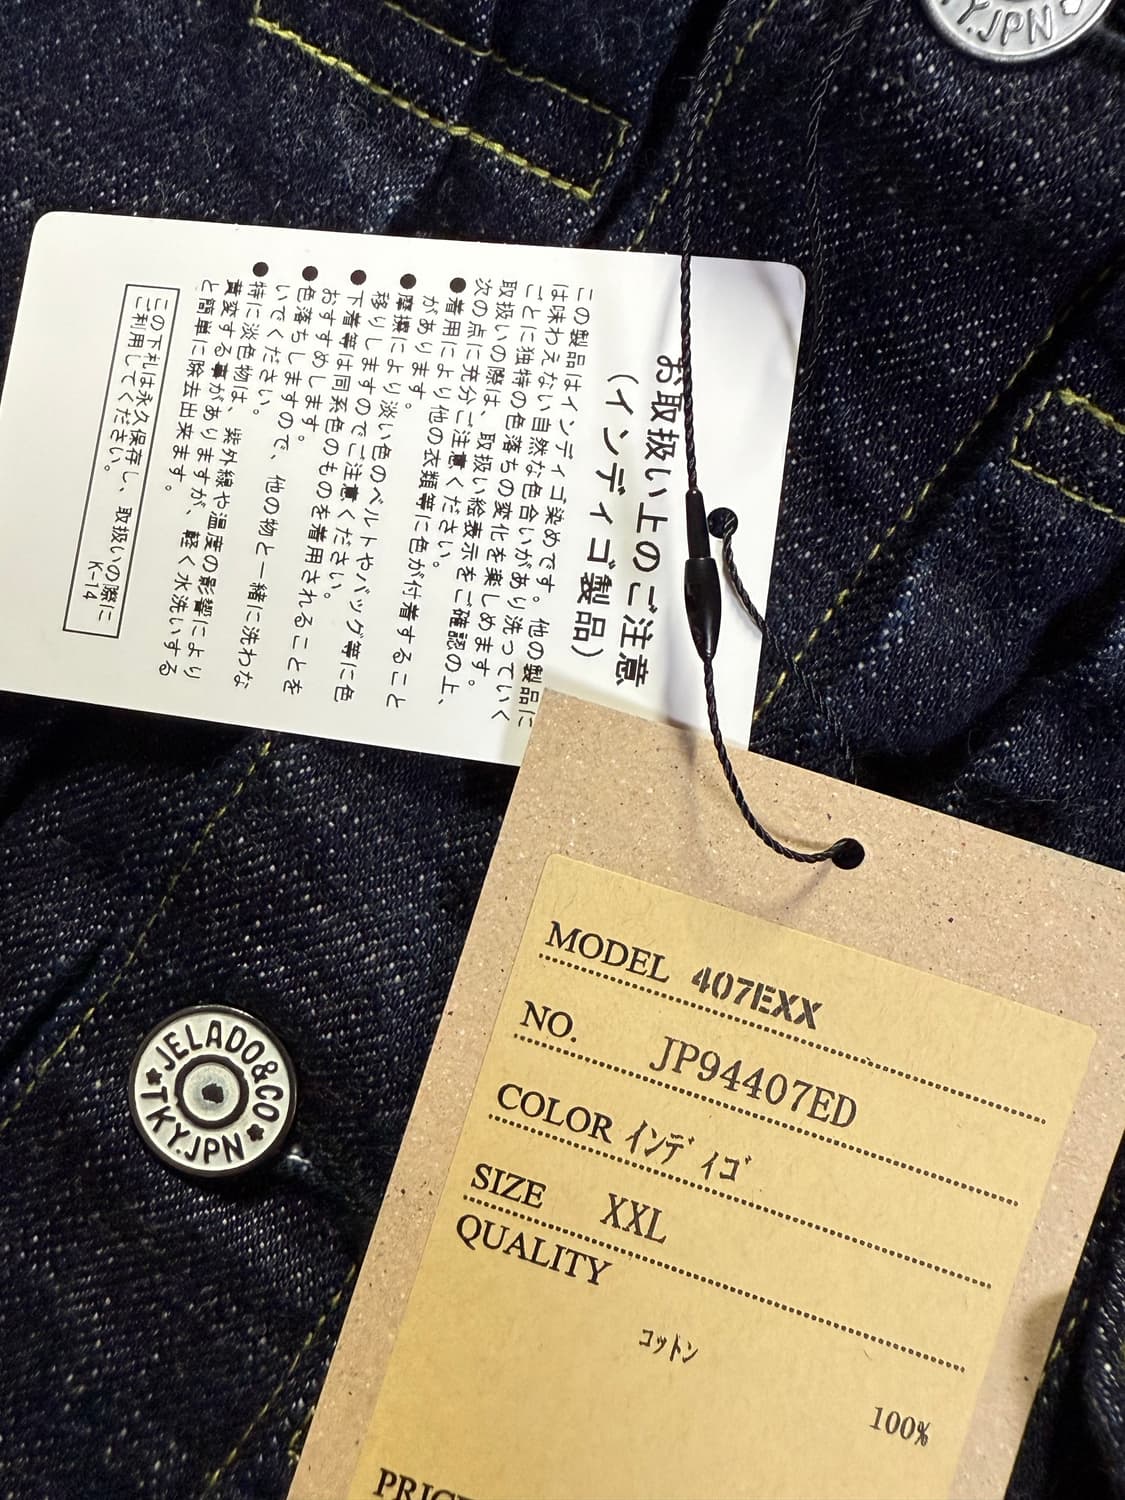 Y.JPN
お取扱い上のご注意
（インディゴ製品）
この製品はインディゴ染めです。他の製品に
は味わえない自然な色合いがあり洗っていく
ごとに独特の色落ちの変化を楽しめます。
取扱いの際は、取扱い絵表示をご確認の上、
次の点に充分ご注意ください。
●着用により他の衣類等に色が付着すること
があります。
●摩擦により淡い色のベルトやバッグ等に色
移りしますのでご注意ください。
●下着等は同系色のものを着用されることを
おすすめします。
●色落ちしますので、他の物と一緒に洗わな
いでください。
●特に淡色物は、紫外線や温度の影響により
黄変する事がありますが、軽く水洗いする
と簡単に除去出来ます。
この下札は永久保存し、取扱いの際に
ご利用してください。 K-14
MODEL 407EXX
NO. JP94407ED
COLOR ｲﾝﾃﾞｨｺﾞ
SIZE XXL
QUALITY
ｺｯﾄﾝ
100%
PRIC
JELADO&CO
★TKY.JPN★